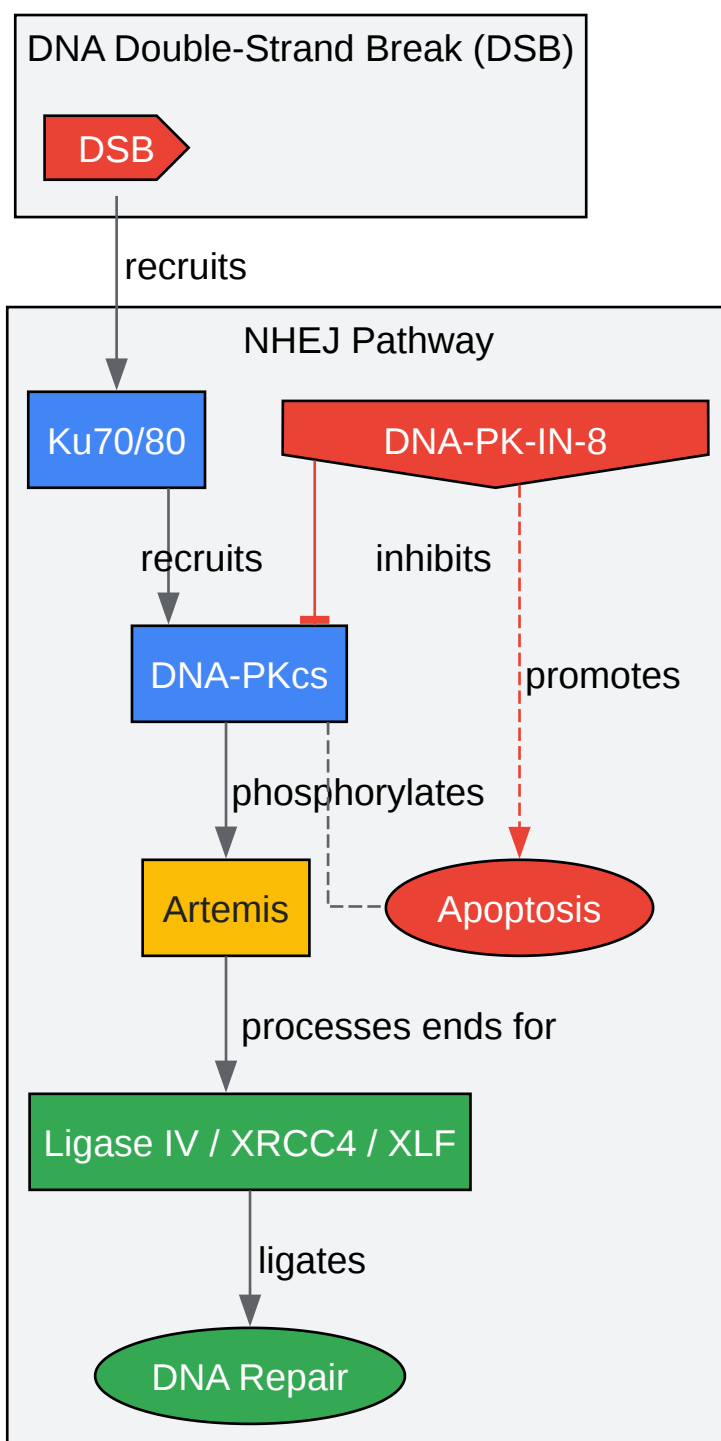 DNA Double-Strand Break (DSB)
DSB
recruits
NHEJ Pathway
Ku70/80
DNA-PK-IN-8
recruits
inhibits
DNA-PKcs
promotes
phosphorylates
Artemis
Apoptosis
processes ends for
Ligase IV / XRCC4 / XLF
ligates
DNA Repair